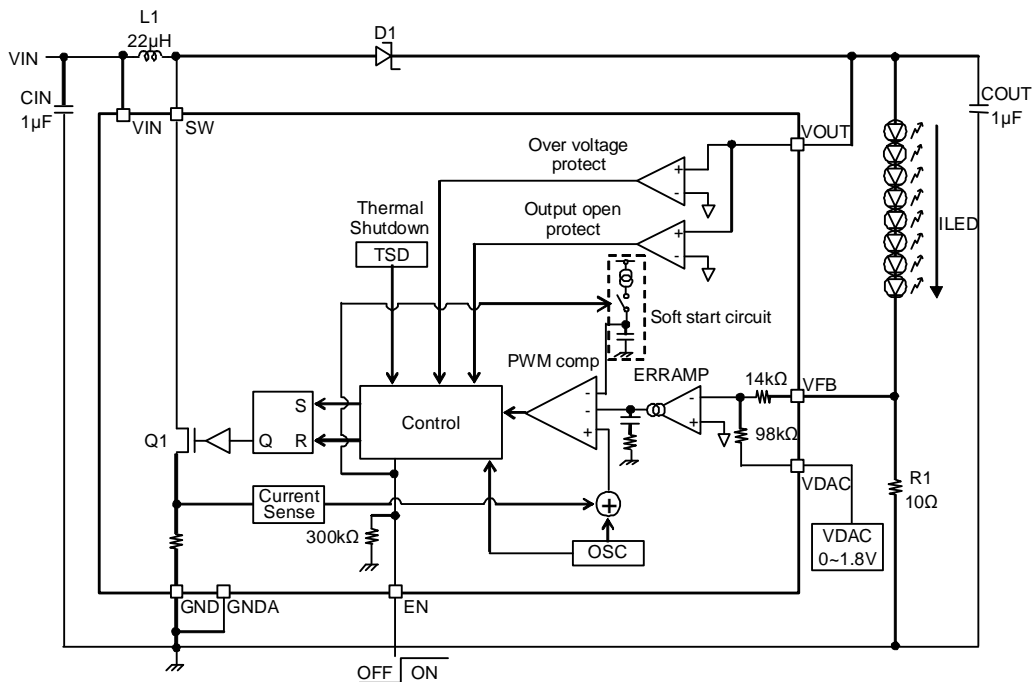 L1
22µH
D1
VIN
CIN
1µF
COUT
1µF
VIN
SW
VOUT
Over voltage
protect
+
-
Thermal
Shutdown
TSD
Output open
protect
+
-
ILED
Soft start circuit
PWM comp
ERRAMP
14kΩ
VFB
S
Control
-
-
+
-
+
98kΩ
Q1
Q
R
VDAC
R1
10Ω
Current
Sense
+
300kΩ
OSC
VDAC
0~1.8V
GND
GNDA
EN
OFF
ON